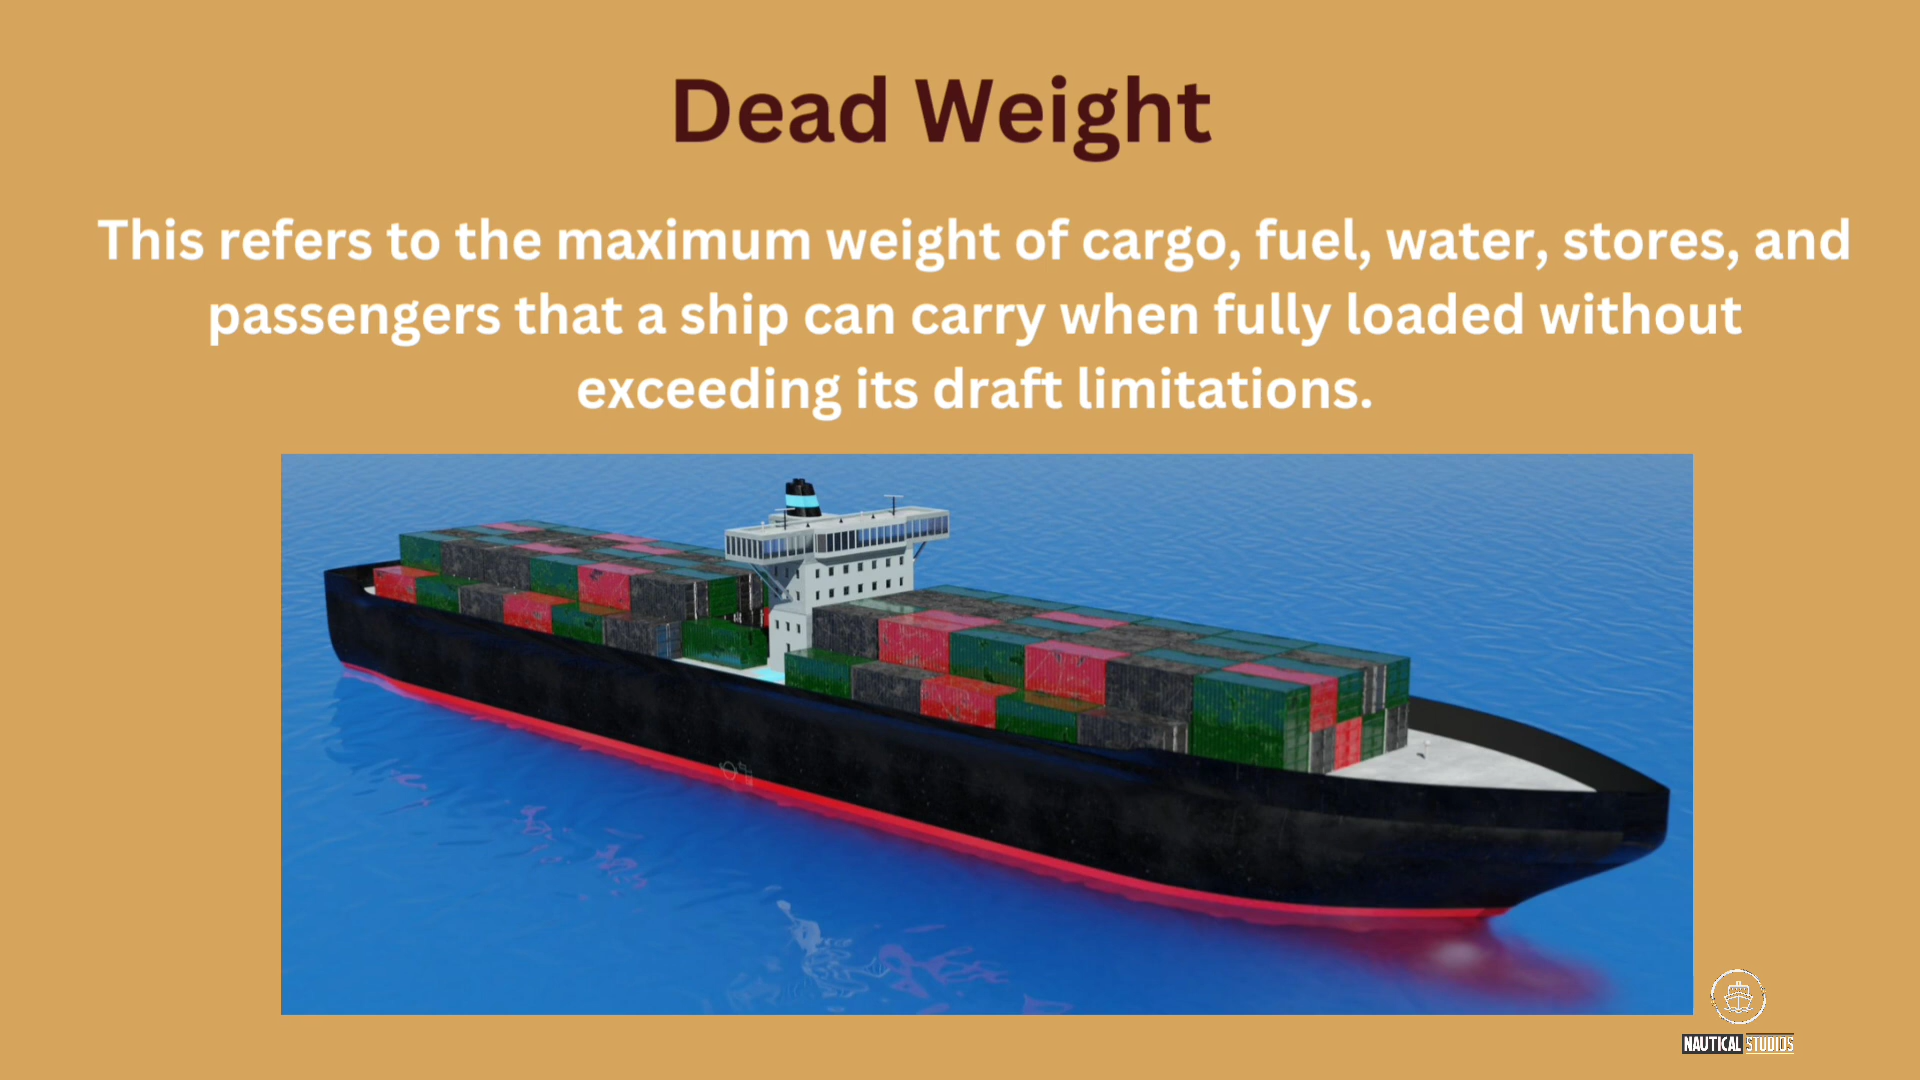 Dead Weight
This refers to the maximum weight of cargo, fuel, water, stores, and
passengers that a ship can carry when fully loaded without
exceeding its draft limitations.
NAUTICAL STUDIOS